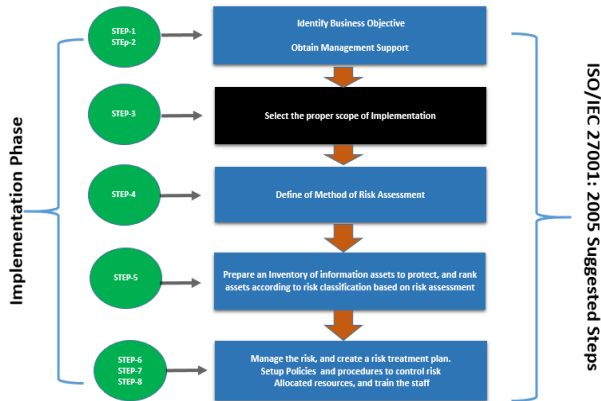 STEP-1
STEp-2
Identify Business Objective
Obtain Management Support
STEP-3
Select the proper scope of Implementation
STEP-4
Define of Method of Risk Assessment
STEP-5
Prepare an Inventory of information assets to protect, and rank
assets according to risk classification based on risk assessment
STEP-6
STEP-7
STEP-8
Manage the risk, and create a risk treatment plan.
Setup Policies and procedures to control risk
Allocated resources, and train the staff
Implementation Phase
ISO/IEC 27001: 2005 Suggested Steps